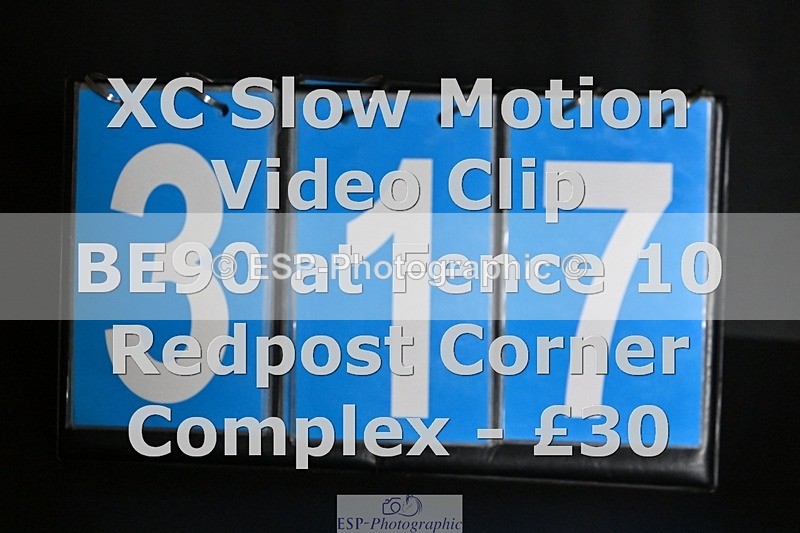 XC Slow Motion
Video Clip
BE90 at Fence 10
Redpost Corner
Complex - £30
317
© ESP-Photographic ©
ESP-Photographic